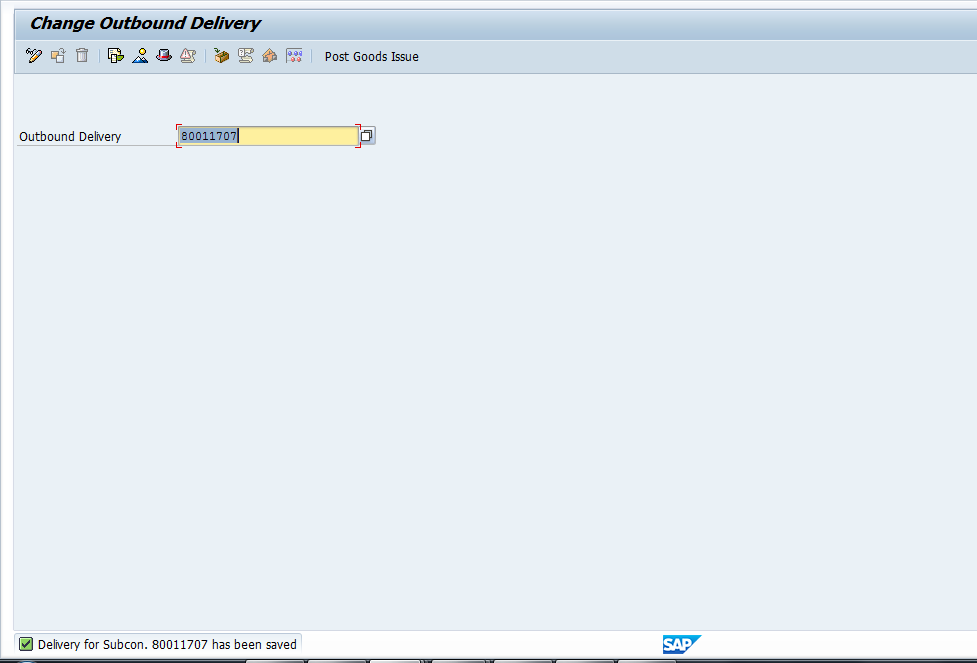 Change Outbound Delivery
Post Goods Issue
Outbound Delivery 80011707
Delivery for Subcon. 80011707 has been saved
SAP